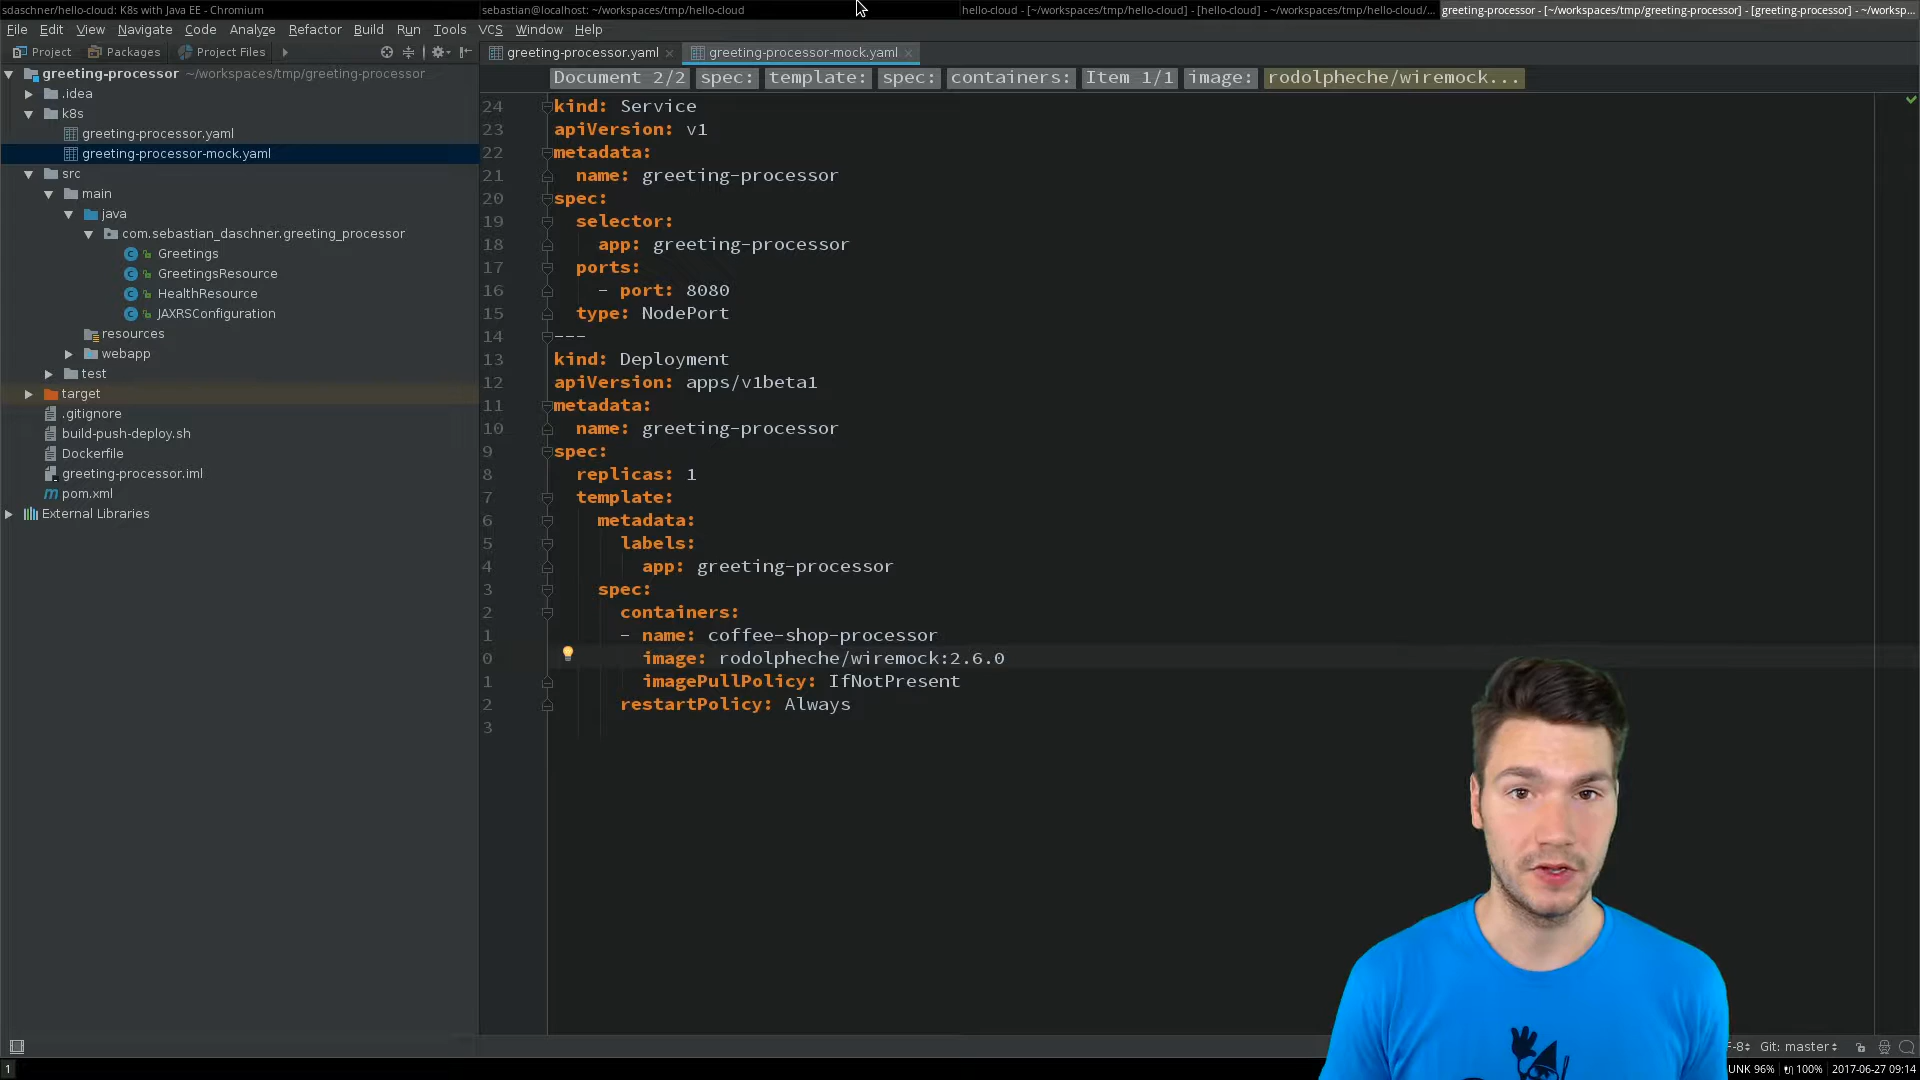 sdaschner/hello-cloud: K8s with Java EE - Chromium
sebastian@localhost: ~/workspaces/tmp/hello-cloud
hello-cloud - [~/workspaces/tmp/hello-cloud] - [hello-cloud] - ~/workspaces/tmp/hello-cloud/...
greeting-processor - [~/workspaces/tmp/greeting-processor] - [greeting-processor] - ~/worksp...
File Edit View Navigate Code Analyze Refactor Build Run Tools VCS Window Help
Project Packages Project Files
greeting-processor.yaml
greeting-processor-mock.yaml
greeting-processor ~/workspaces/tmp/greeting-processor
.idea
k8s
greeting-processor.yaml
greeting-processor-mock.yaml
src
main
java
com.sebastian_daschner.greeting_processor
Greetings
GreetingsResource
HealthResource
JAXRSConfiguration
resources
webapp
test
target
.gitignore
build-push-deploy.sh
Dockerfile
greeting-processor.iml
pom.xml
External Libraries
Document 2/2 spec: template: spec: containers: Item 1/1 image: rodolpheche/wiremock...
24 kind: Service
23 apiVersion: v1
22 metadata:
21 name: greeting-processor
20 spec:
19 selector:
18 app: greeting-processor
17 ports:
16 - port: 8080
15 type: NodePort
14 ---
13 kind: Deployment
12 apiVersion: apps/v1beta1
11 metadata:
10 name: greeting-processor
9 spec:
8 replicas: 1
7 template:
6 metadata:
5 labels:
4 app: greeting-processor
3 spec:
2 containers:
1 - name: coffee-shop-processor
0 image: rodolpheche/wiremock:2.6.0
1 imagePullPolicy: IfNotPresent
2 restartPolicy: Always
3
F-8 Git: master
1
UNK 96% 100% 2017-06-27 09:14